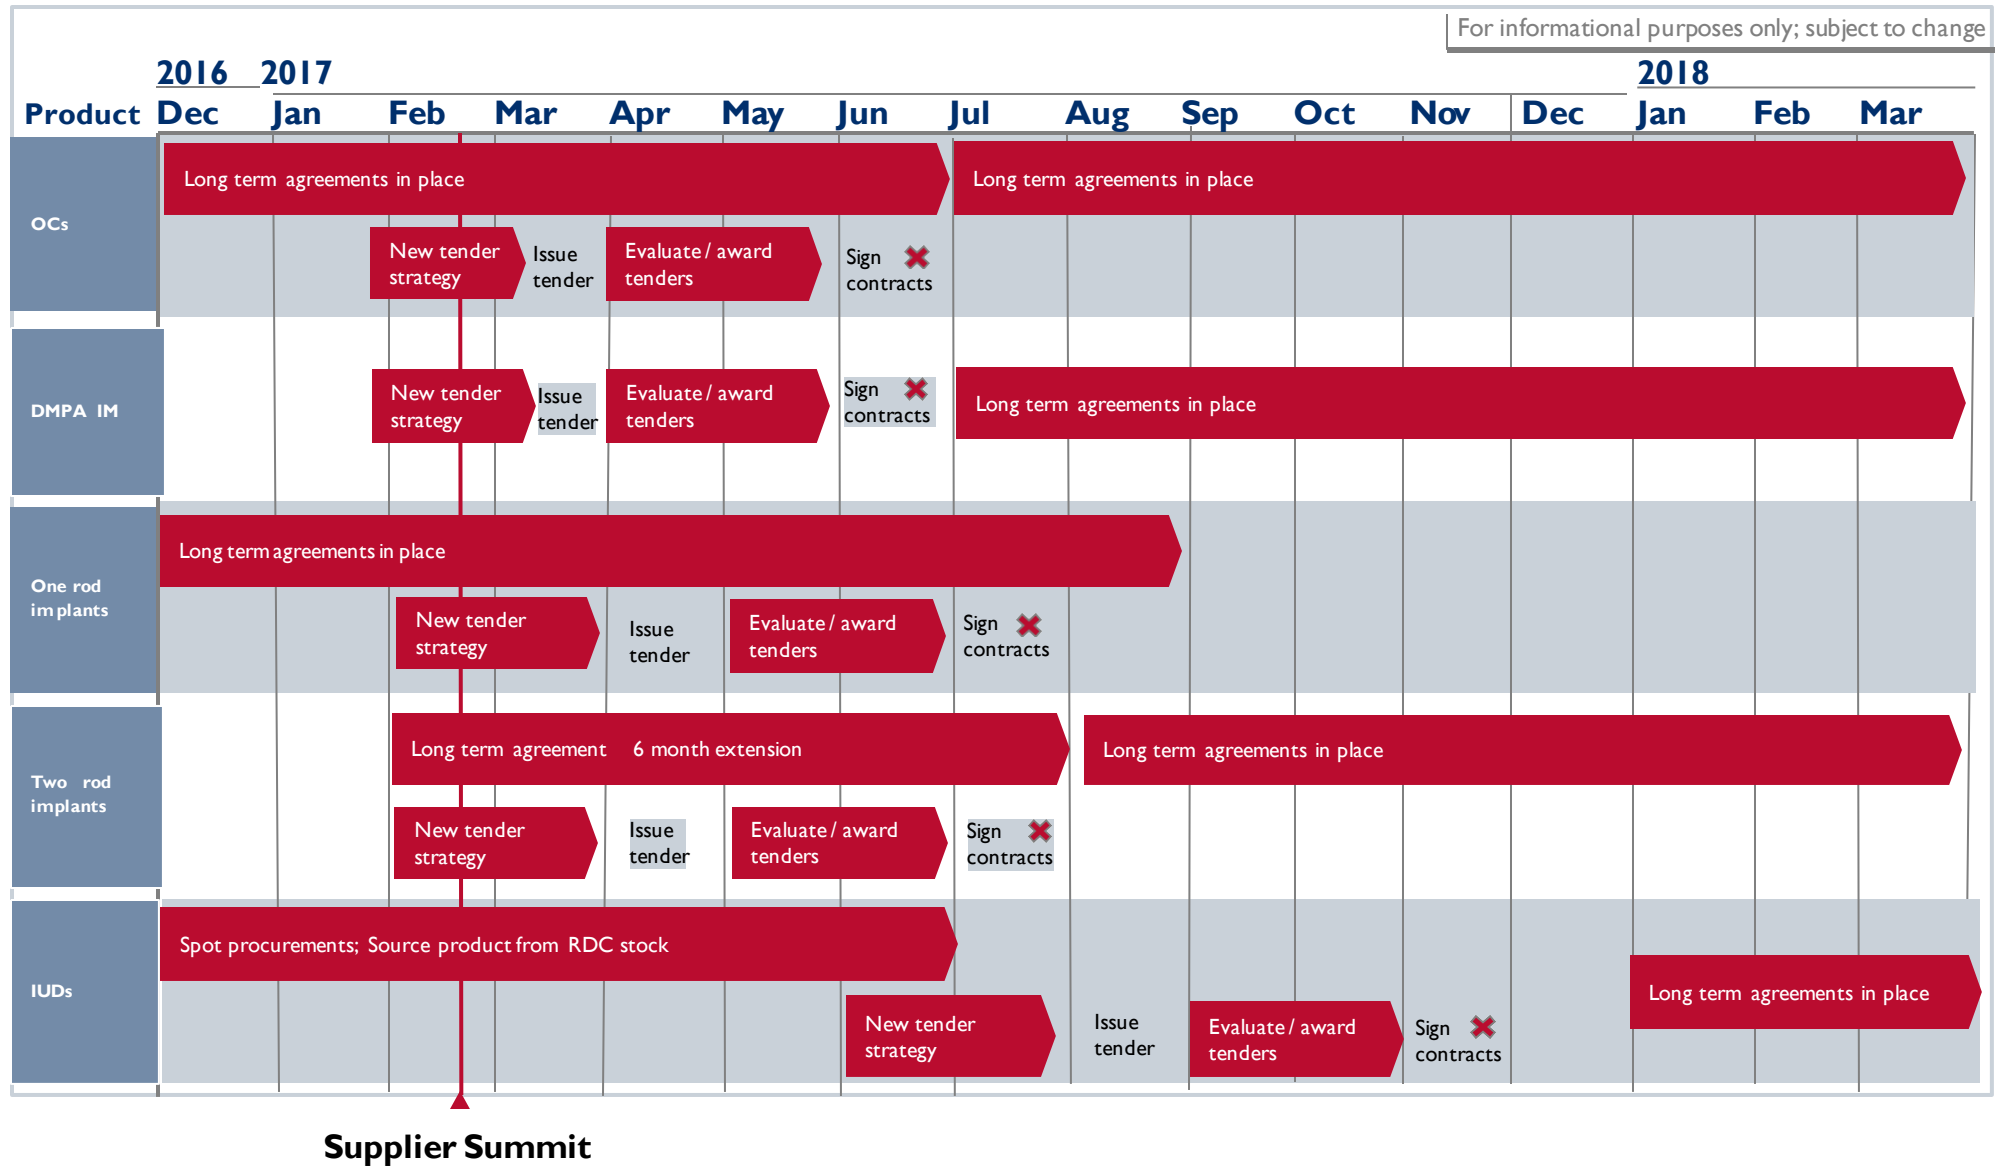 For informational purposes only; subject to change
2016 2017 2018
Product Dec Jan Feb Mar Apr May Jun Jul Aug Sep Oct Nov Dec Jan Feb Mar
OCs
Long term agreements in place
Long term agreements in place
New tender
strategy
Issue
tender
Evaluate / award
tenders
Sign
contracts
DMPA IM
New tender
strategy
Issue
tender
Evaluate / award
tenders
Sign
contracts
Long term agreements in place
One rod
implants
Long term agreements in place
New tender
strategy
Issue
tender
Evaluate / award
tenders
Sign
contracts
Two rod
implants
Long term agreement 6 month extension
Long term agreements in place
New tender
strategy
Issue
tender
Evaluate / award
tenders
Sign
contracts
IUDs
Spot procurements; Source product from RDC stock
Long term agreements in place
New tender
strategy
Issue
tender
Evaluate / award
tenders
Sign
contracts
Supplier Summit